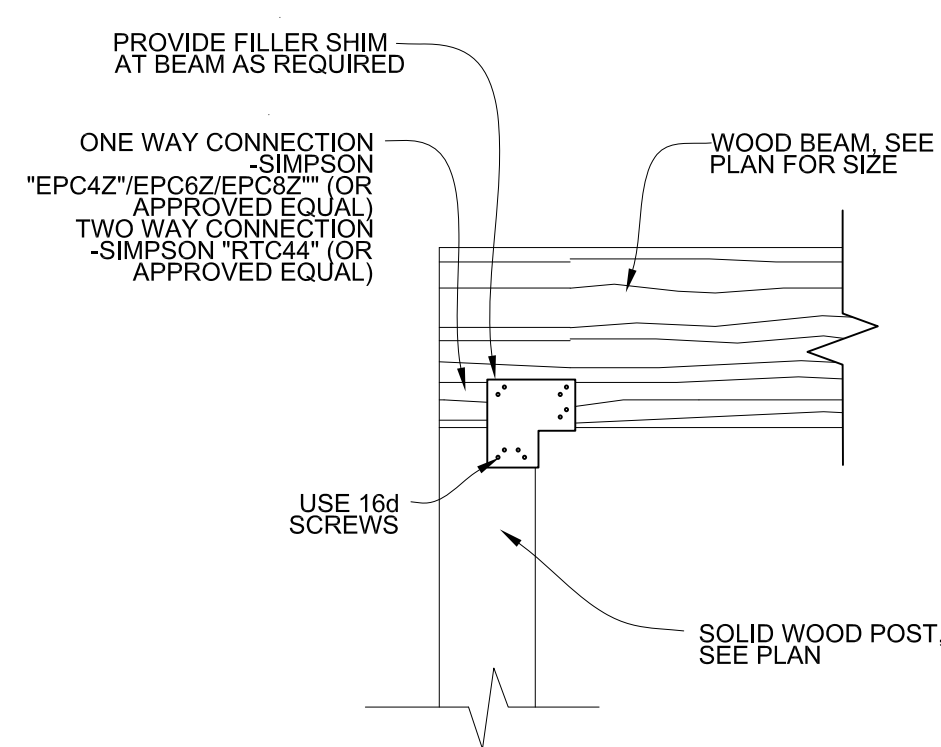 PROVIDE FILLER SHIM
AT BEAM AS REQUIRED
ONE WAY CONNECTION
-SIMPSON
"EPC4Z"/EPC6Z/EPC8Z"" (OR
APPROVED EQUAL)
TWO WAY CONNECTION
-SIMPSON "RTC44" (OR
APPROVED EQUAL)
WOOD BEAM, SEE
PLAN FOR SIZE
USE 16d
SCREWS
SOLID WOOD POST,
SEE PLAN